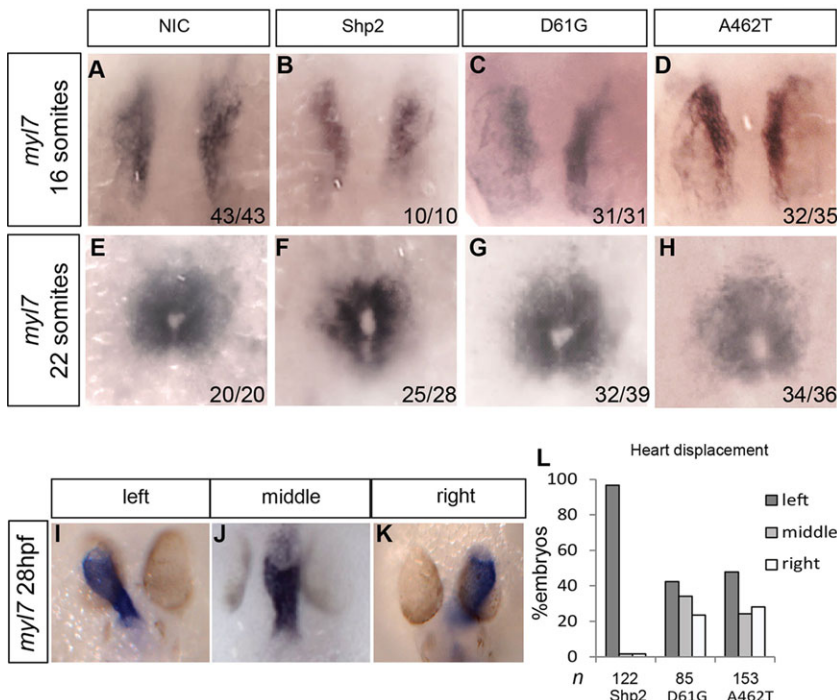 NIC Shp2 D61G A462T
myl7
16 somites
A B C D
43/43 10/10 31/31 32/35
myl7
22 somites
E F G H
20/20 25/28 32/39 34/36
left middle right
myl7 28hpf
I J K
L
Heart displacement
%embryos
100
80
60
40
20
0
left
middle
right
n 122 85 153
Shp2 D61G A462T